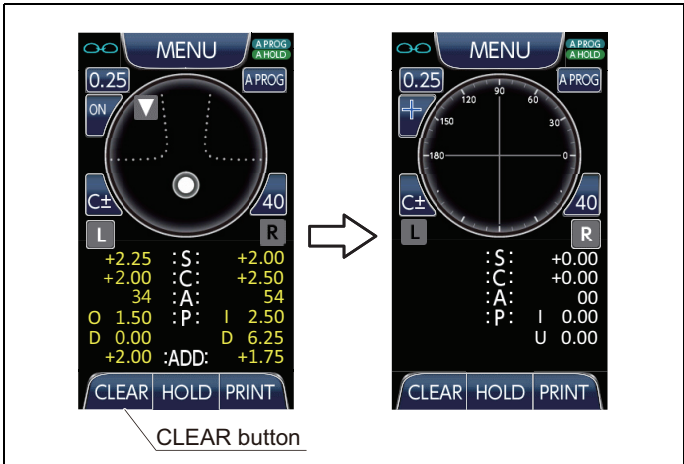 MENU
A PROG
A HOLD
0.25
A PROG
ON
C±
40
L
R
+2.25 :S: +2.00
+2.00 :C: +2.50
34 :A: 54
O 1.50 :P: I 2.50
D 0.00 D 6.25
+2.00 :ADD: +1.75
CLEAR HOLD PRINT
CLEAR button
MENU
A PROG
A HOLD
0.25
A PROG
120 90 60
150 30
180 0
C±
40
L
R
:S: +0.00
:C: +0.00
:A: 00
:P: I 0.00
U 0.00
CLEAR HOLD PRINT